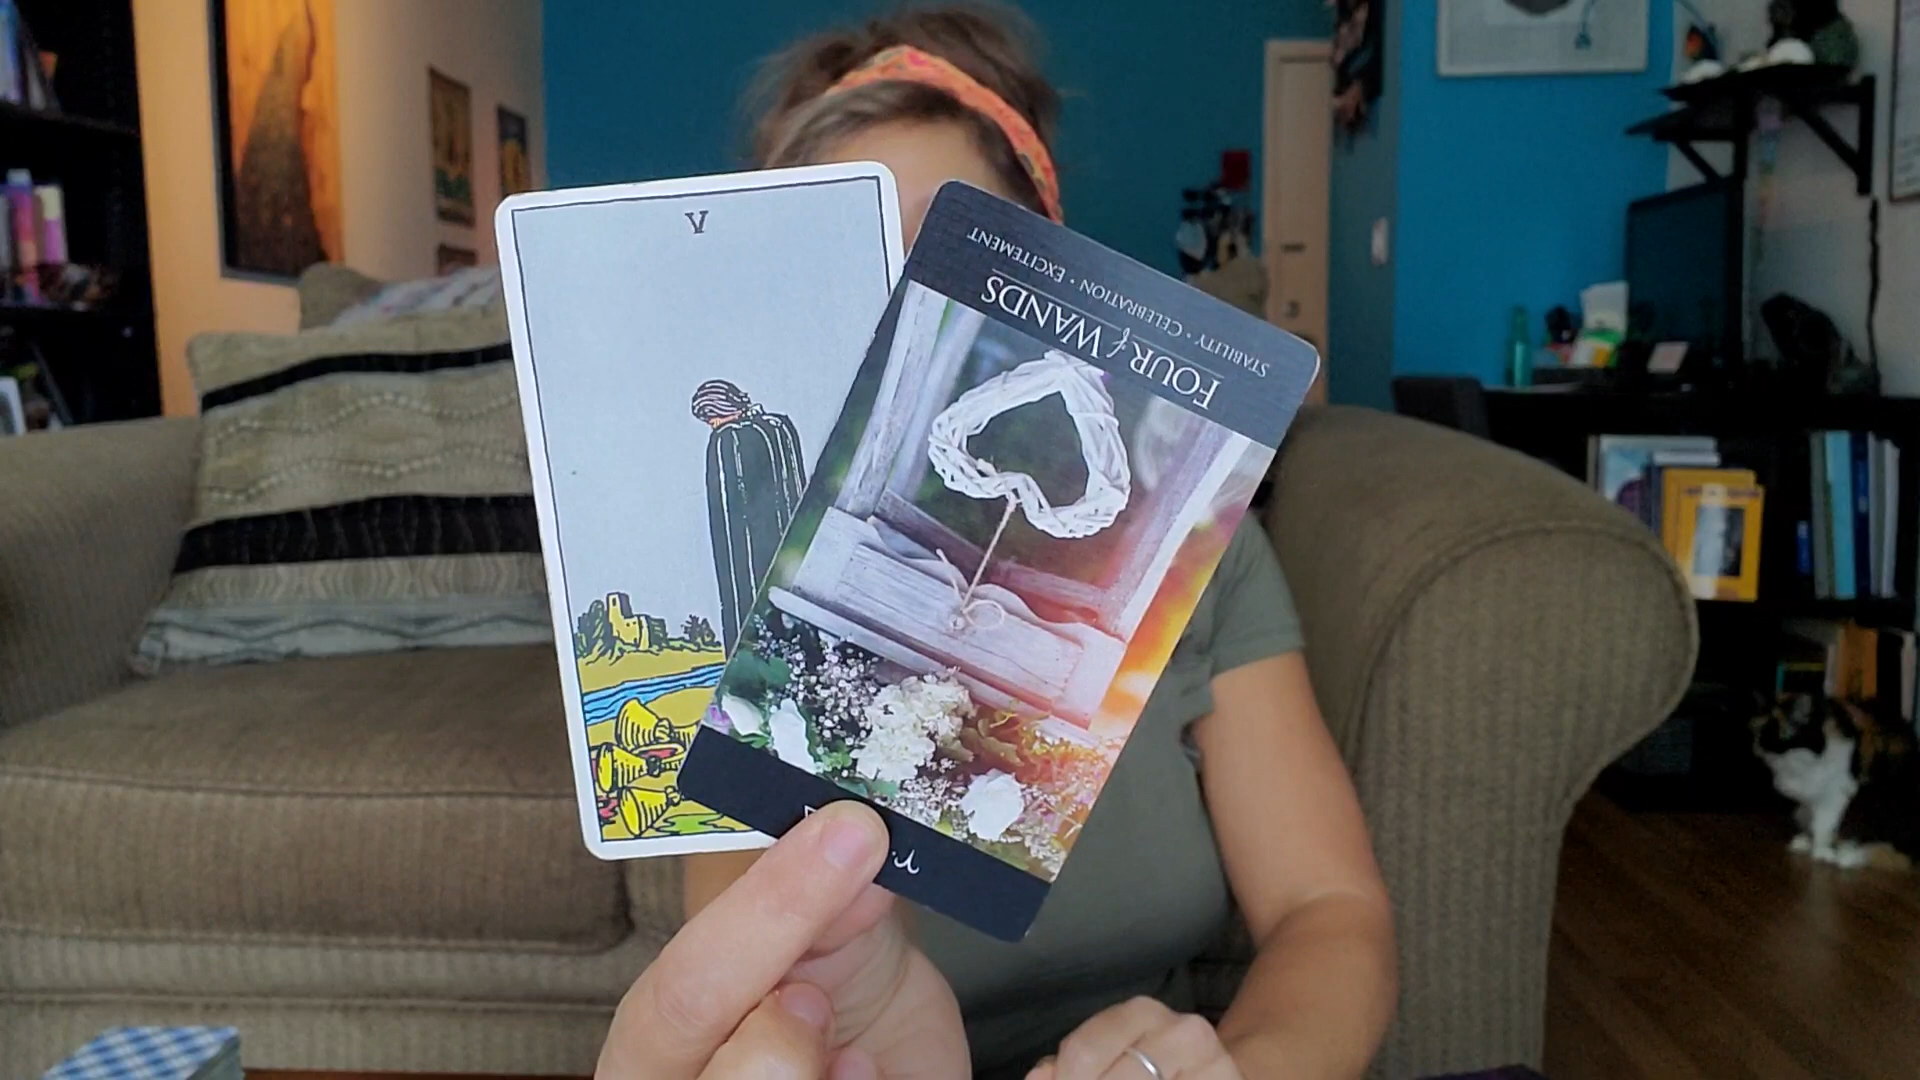 V
FOUR of WANDS
STABILITY • CELEBRATION • EXCITEMENT